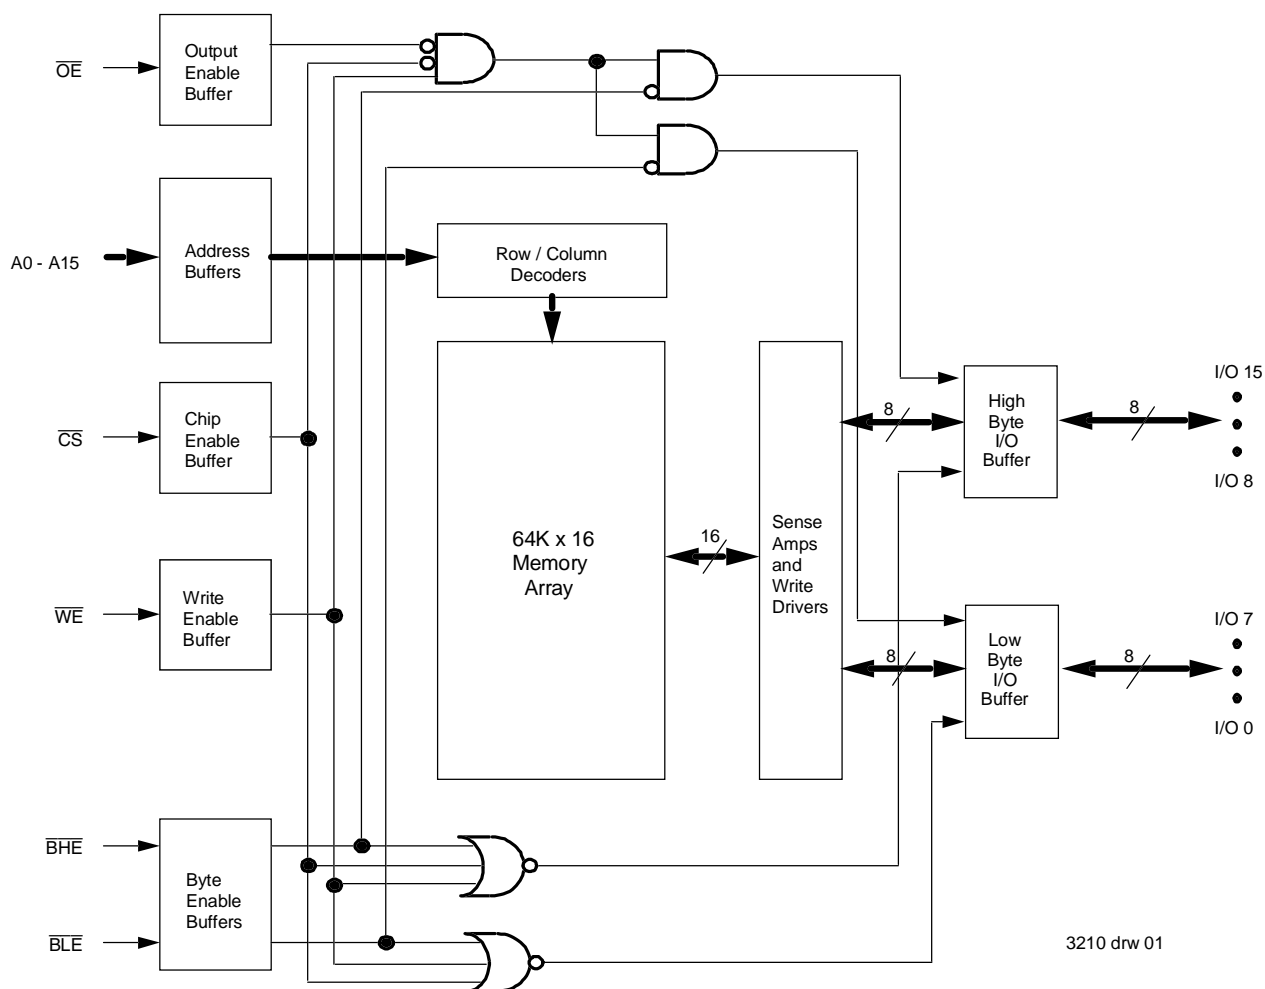 Output
Enable
Buffer
OE
Address
Buffers
A0 - A15
Row / Column
Decoders
Chip
Enable
Buffer
CS
Write
Enable
Buffer
WE
64K x 16
Memory
Array
16
Sense
Amps
and
Write
Drivers
8
High
Byte
I/O
Buffer
8
I/O 15
I/O 8
8
Low
Byte
I/O
Buffer
8
I/O 7
I/O 0
BHE
Byte
Enable
Buffers
BLE
3210 drw 01